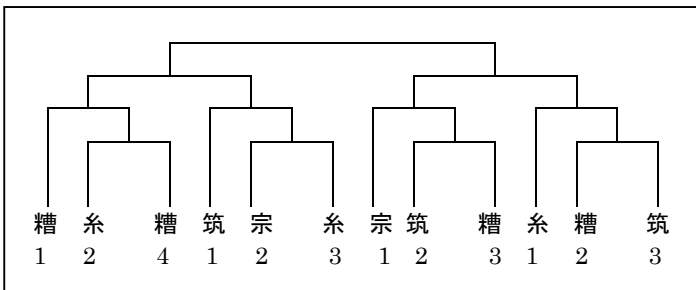 糟 糸 糟 筑 宗 糸 宗 筑 糟 糸 糟 筑
1 2 4 1 2 3 1 2 3 1 2 3